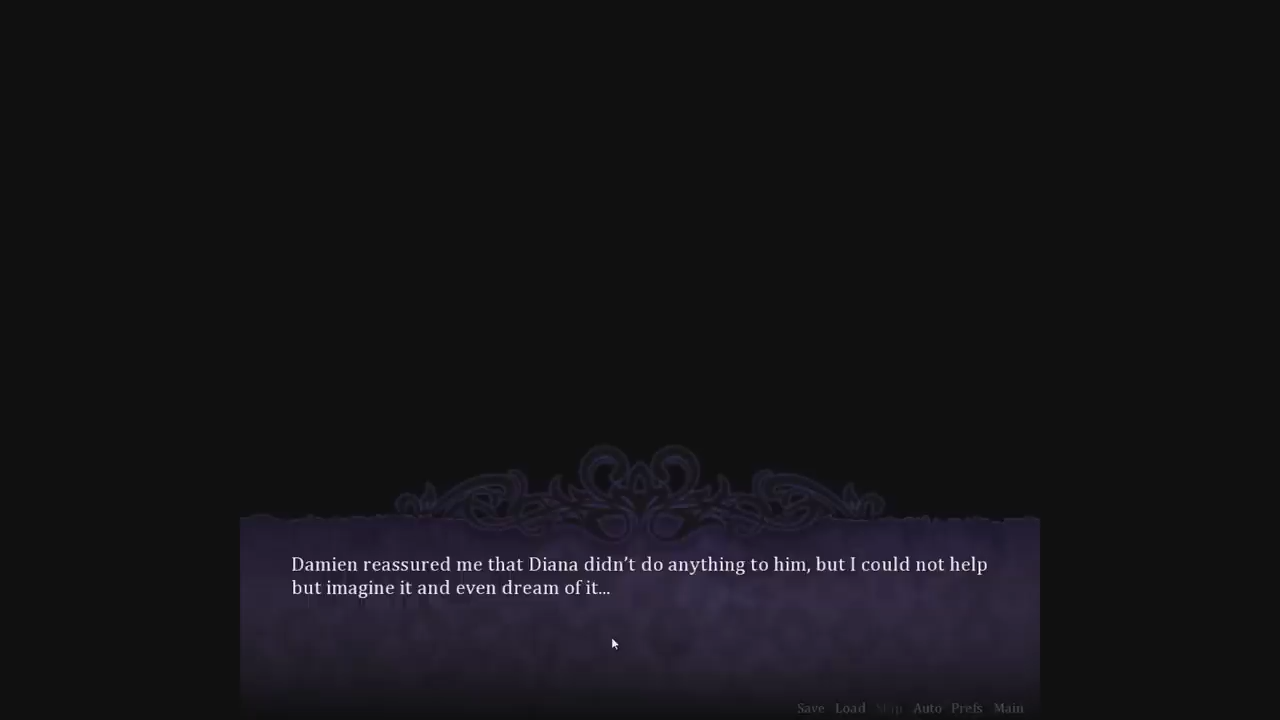 Damien reassured me that Diana didn’t do anything to him, but I could not help
but imagine it and even dream of it...
Save Load Skip Auto Prefs Main